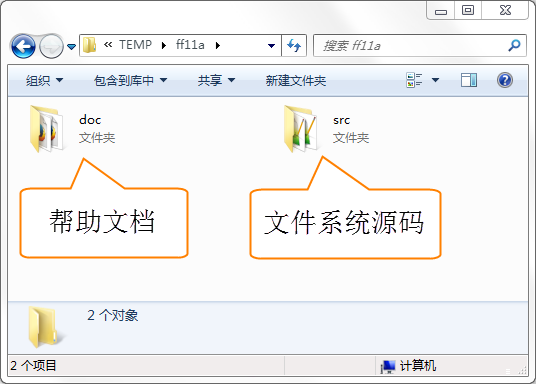 « TEMP ▸ ff11a ▸
搜索 ff11a
组织 包含到库中 共享 新建文件夹
doc
文件夹
src
文件夹
帮助文档
文件系统源码
2 个对象
2 个项目
计算机